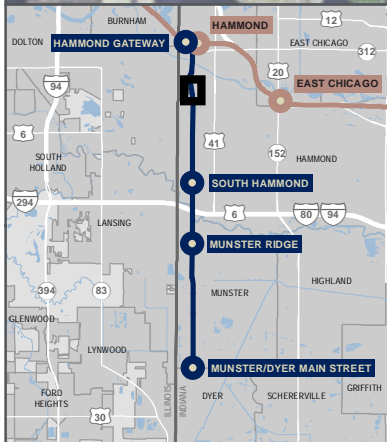 BURNHAM
HAMMOND
12
DOLTON
HAMMOND GATEWAY
EAST CHICAGO
312
20
EAST CHICAGO
94
6
41
152
SOUTH
HOLLAND
HAMMOND
SOUTH HAMMOND
294
6
80
94
LANSING
MUNSTER RIDGE
HIGHLAND
394
83
MUNSTER
GLENWOOD
LYNWOOD
MUNSTER/DYER MAIN STREET
ILLINOIS
INDIANA
GRIFFITH
FORD
HEIGHTS
DYER
SCHERERVILLE
30